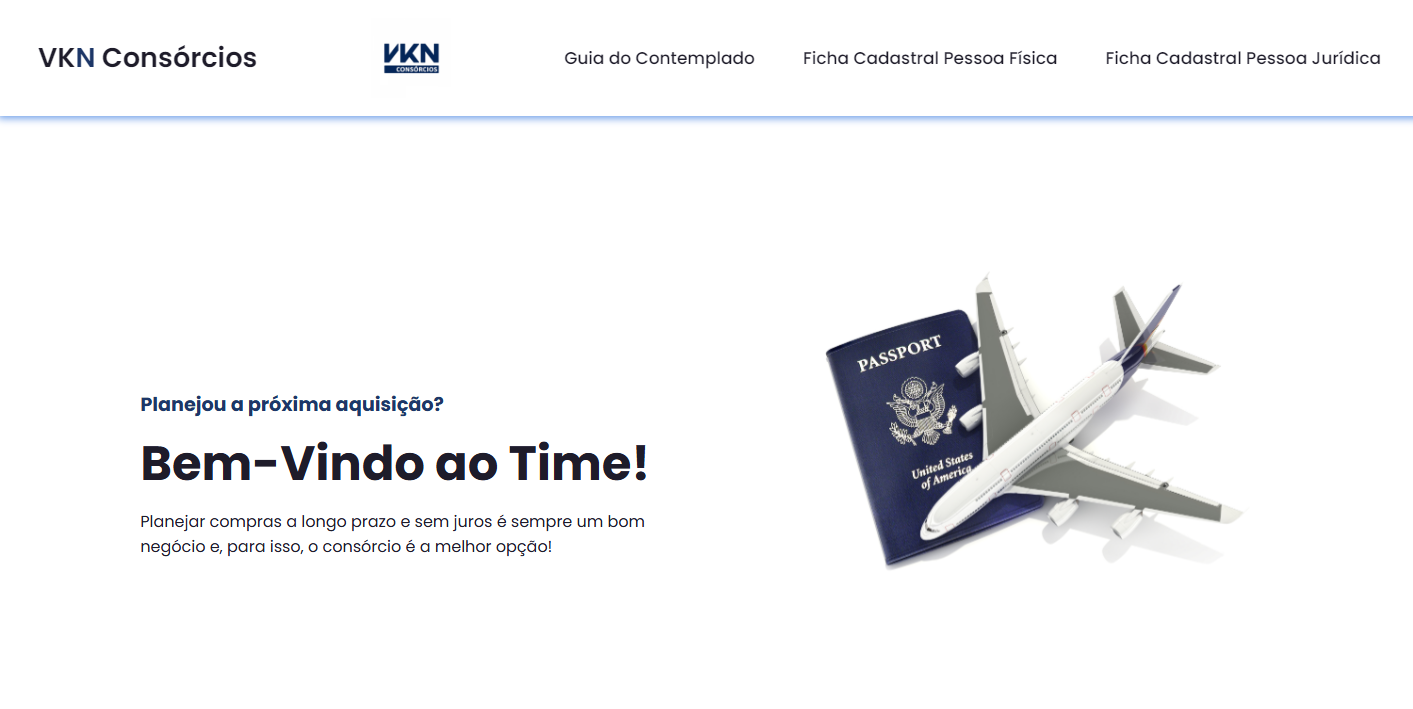 VKN Consórcios
VKN
CONSÓRCIOS
Guia do Contemplado
Ficha Cadastral Pessoa Física
Ficha Cadastral Pessoa Jurídica
Planejou a próxima aquisição?
Bem-Vindo ao Time!
Planejar compras a longo prazo e sem juros é sempre um bom
negócio e, para isso, o consórcio é a melhor opção!
PASSPORT
United States
of America